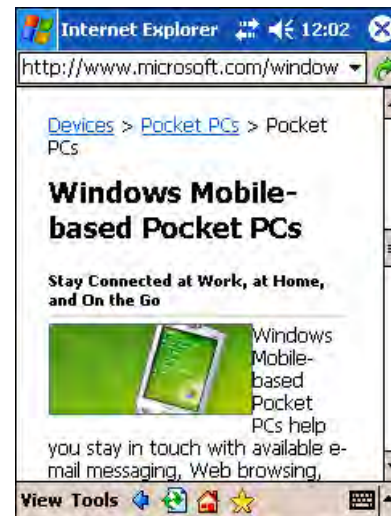 Internet Explorer 12:02
http://www.microsoft.com/window
Devices > Pocket PCs > Pocket
PCs
Windows Mobile-
based Pocket PCs
Stay Connected at Work, at Home,
and On the Go
Windows
Mobile-
based
Pocket
PCs help
you stay in touch with available e-
mail messaging, Web browsing,
View Tools